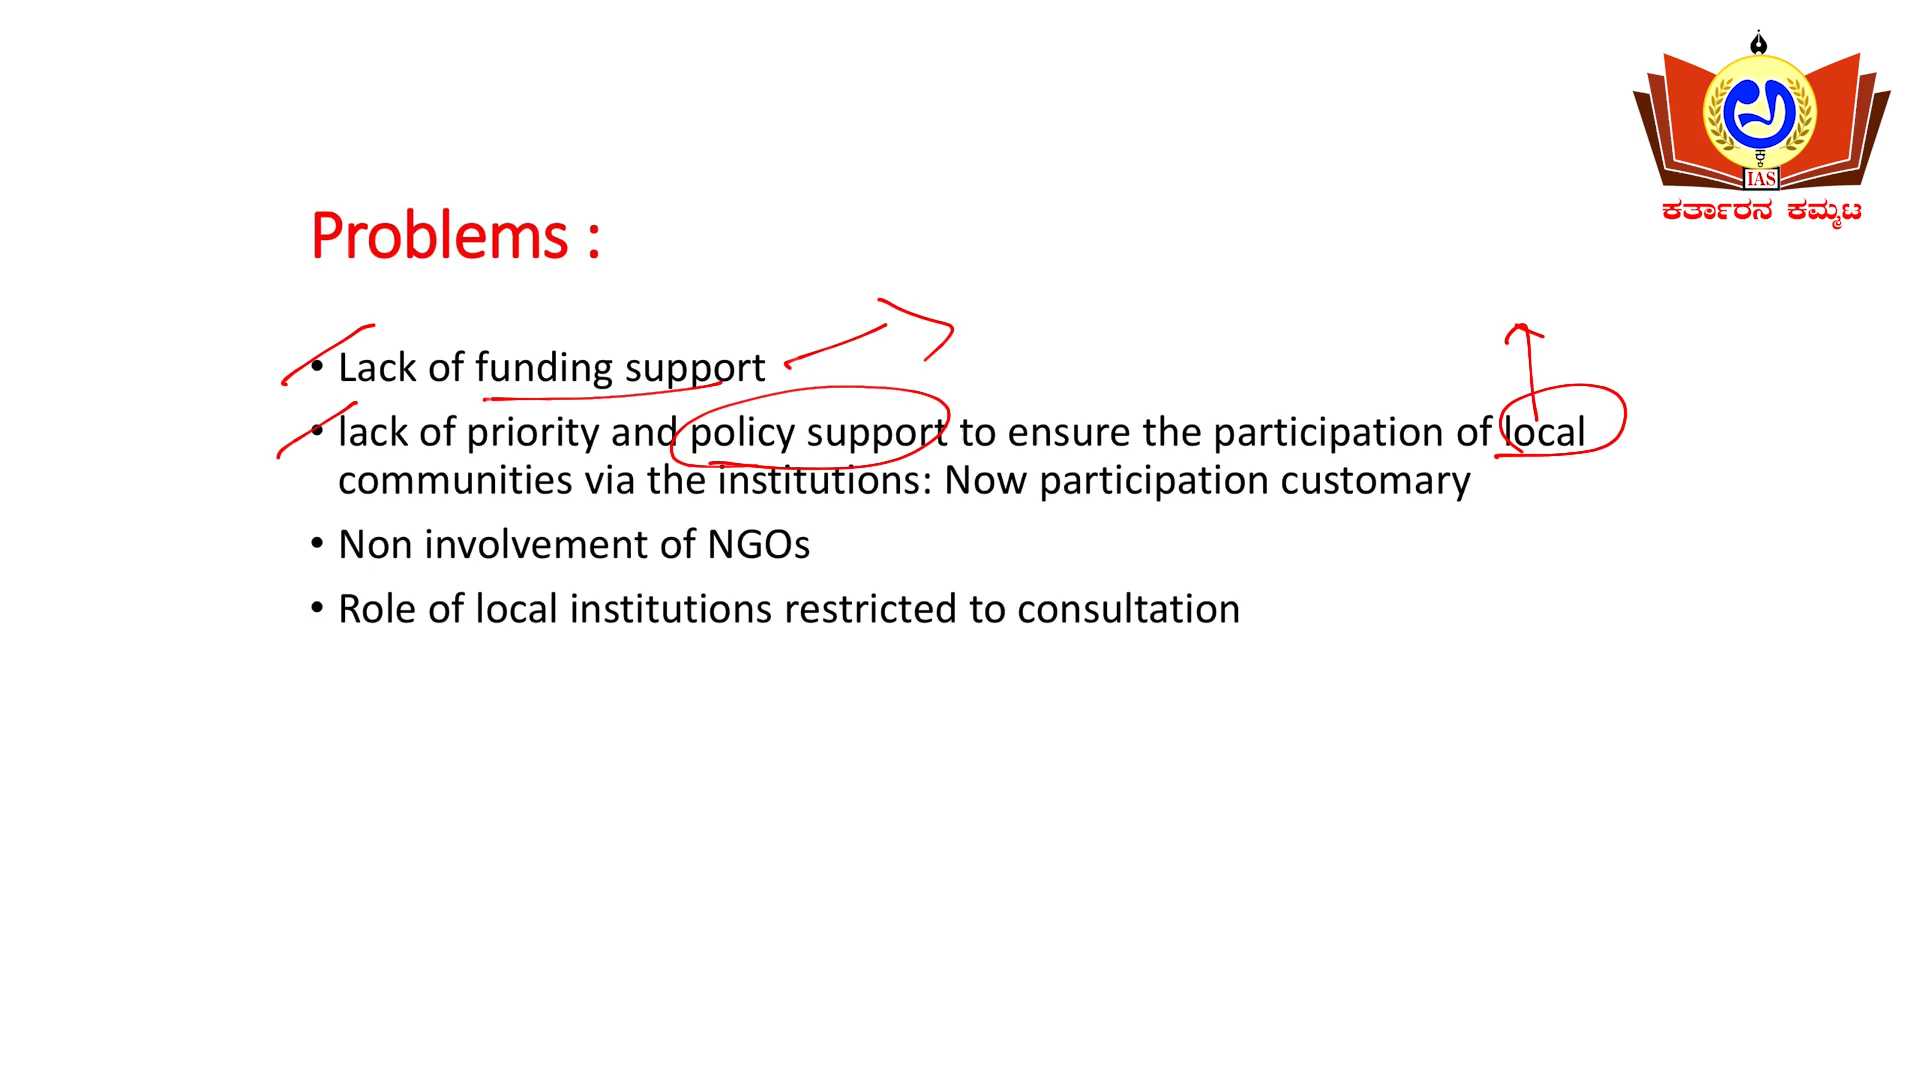 IAS
ಕರ್ತಾರನ ಕಮ್ಮಟ
Problems :
• Lack of funding support
• lack of priority and policy support to ensure the participation of local
communities via the institutions: Now participation customary
• Non involvement of NGOs
• Role of local institutions restricted to consultation